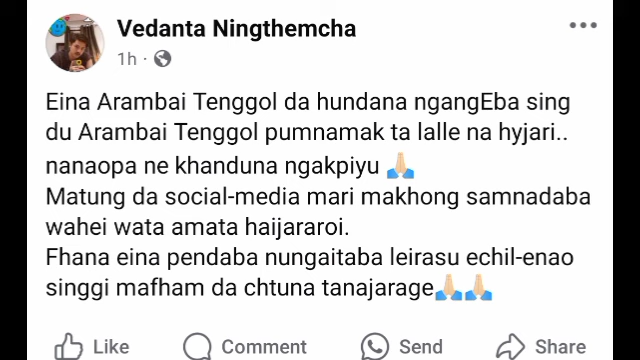 Vedanta Ningthemcha
1h ·
Eina Arambai Tenggol da hundana ngangEba sing
du Arambai Tenggol pumnamak ta lalle na hyjari..
nanaopa ne khanduna ngakpiyu 🙏🏻
Matung da social-media mari makhong samnadaba
wahei wata amata haijararoi.
Fhana eina pendaba nungaitaba leirasu echil-enao
singgi mafham da chtuna tanajarage🙏🏻🙏🏻
Like Comment Send Share